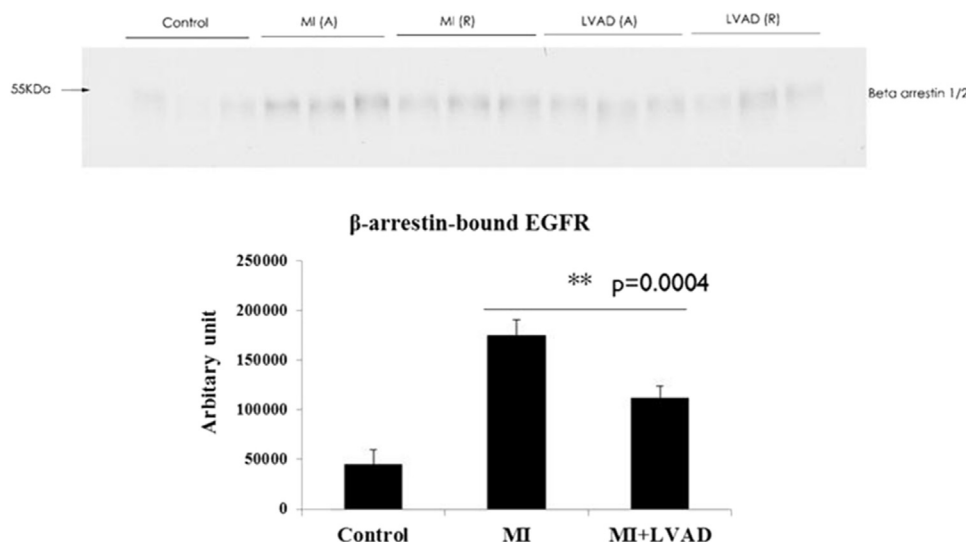 Control MI (A) MI (R) LVAD (A) LVAD (R)
55KDa Beta arrestin 1/2
β-arrestin-bound EGFR
** p=0.0004
Arbitary unit
250000
200000
150000
100000
50000
0
Control MI MI+LVAD